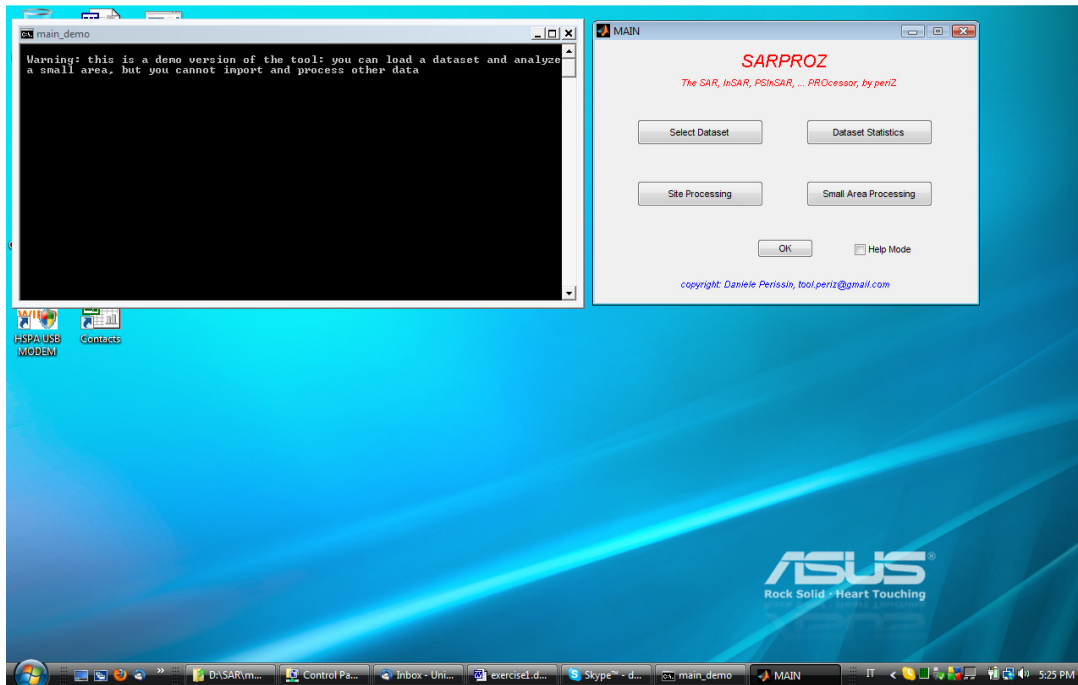 main_demo
Warning: this is a demo version of the tool: you can load a dataset and analyze
a small area, but you cannot import and process other data
MAIN
SARPROZ
The SAR, InSAR, PSInSAR, ... PROcessor, by periZ
Select Dataset
Dataset Statistics
Site Processing
Small Area Processing
OK
Help Mode
copyright: Daniele Perissin, tool.periz@gmail.com
HSPA USB
MODEM
Contacts
ASUS®
Rock Solid · Heart Touching
»
D:\SAR\m...
Control Pa...
Inbox - Uni...
exercise1.d...
Skype™ - d...
main_demo
MAIN
IT
<
5:25 PM